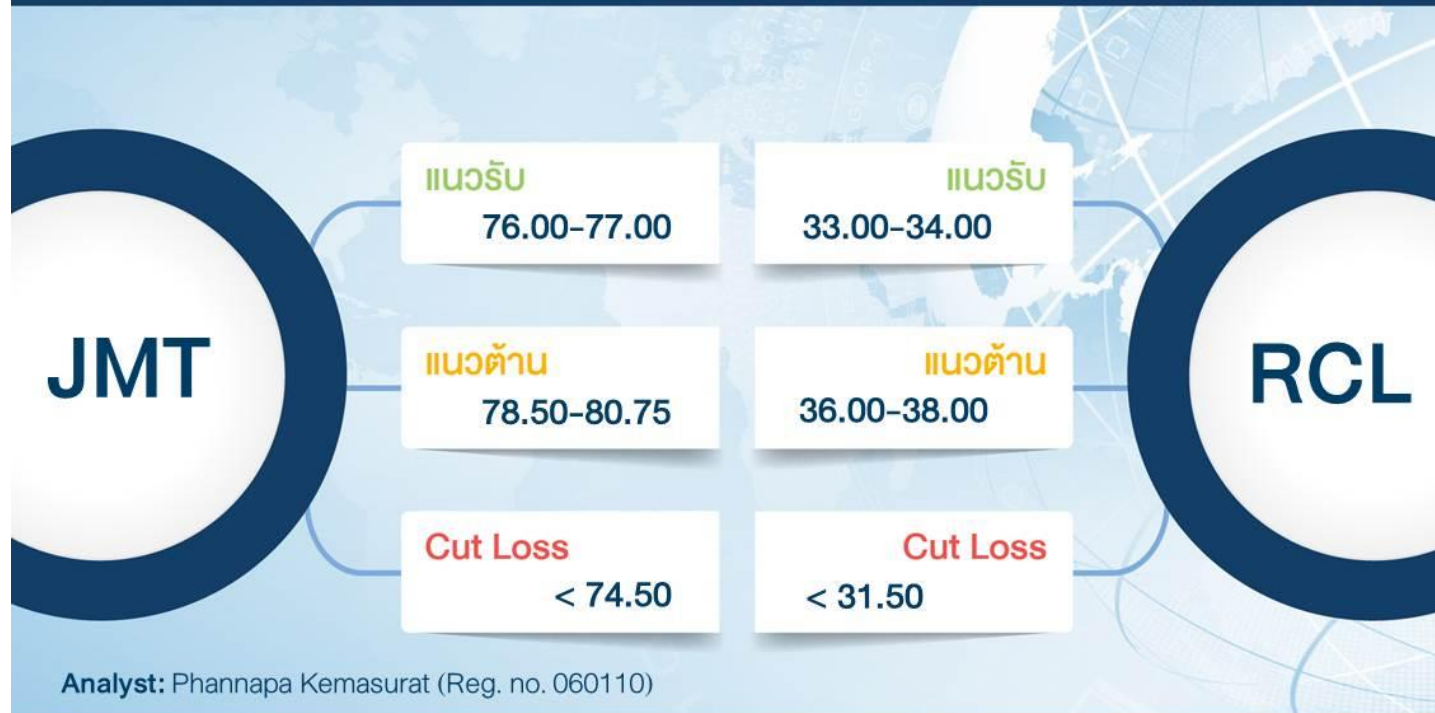 JMT
แนวรับ
76.00-77.00
แนวต้าน
78.50-80.75
Cut Loss
< 74.50
แนวรับ
33.00-34.00
แนวต้าน
36.00-38.00
Cut Loss
< 31.50
RCL
Analyst: Phannapa Kemasurat (Reg. no. 060110)